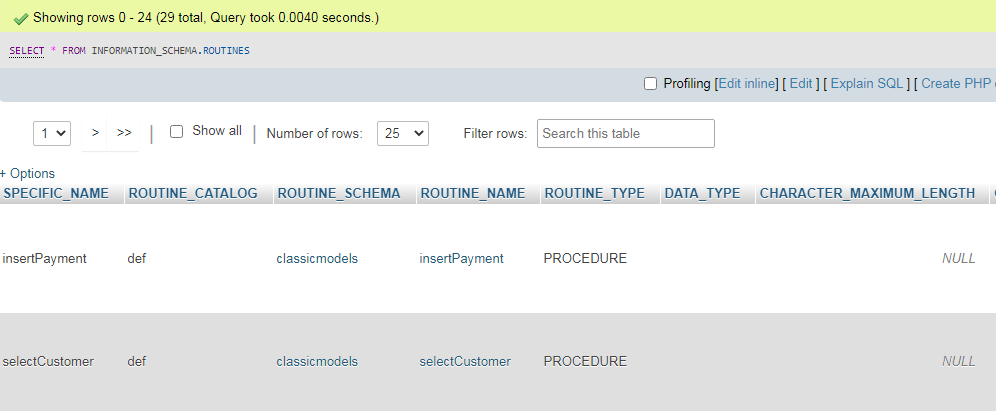 Showing rows 0 - 24 (29 total, Query took 0.0040 seconds.)
SELECT * FROM INFORMATION_SCHEMA.ROUTINES
Profiling [Edit inline] [ Edit ] [ Explain SQL ] [ Create PHP
1 > >> | Show all | Number of rows: 25 Filter rows: Search this table
+ Options
SPECIFIC_NAME ROUTINE_CATALOG ROUTINE_SCHEMA ROUTINE_NAME ROUTINE_TYPE DATA_TYPE CHARACTER_MAXIMUM_LENGTH
insertPayment def classicmodels insertPayment PROCEDURE NULL
selectCustomer def classicmodels selectCustomer PROCEDURE NULL